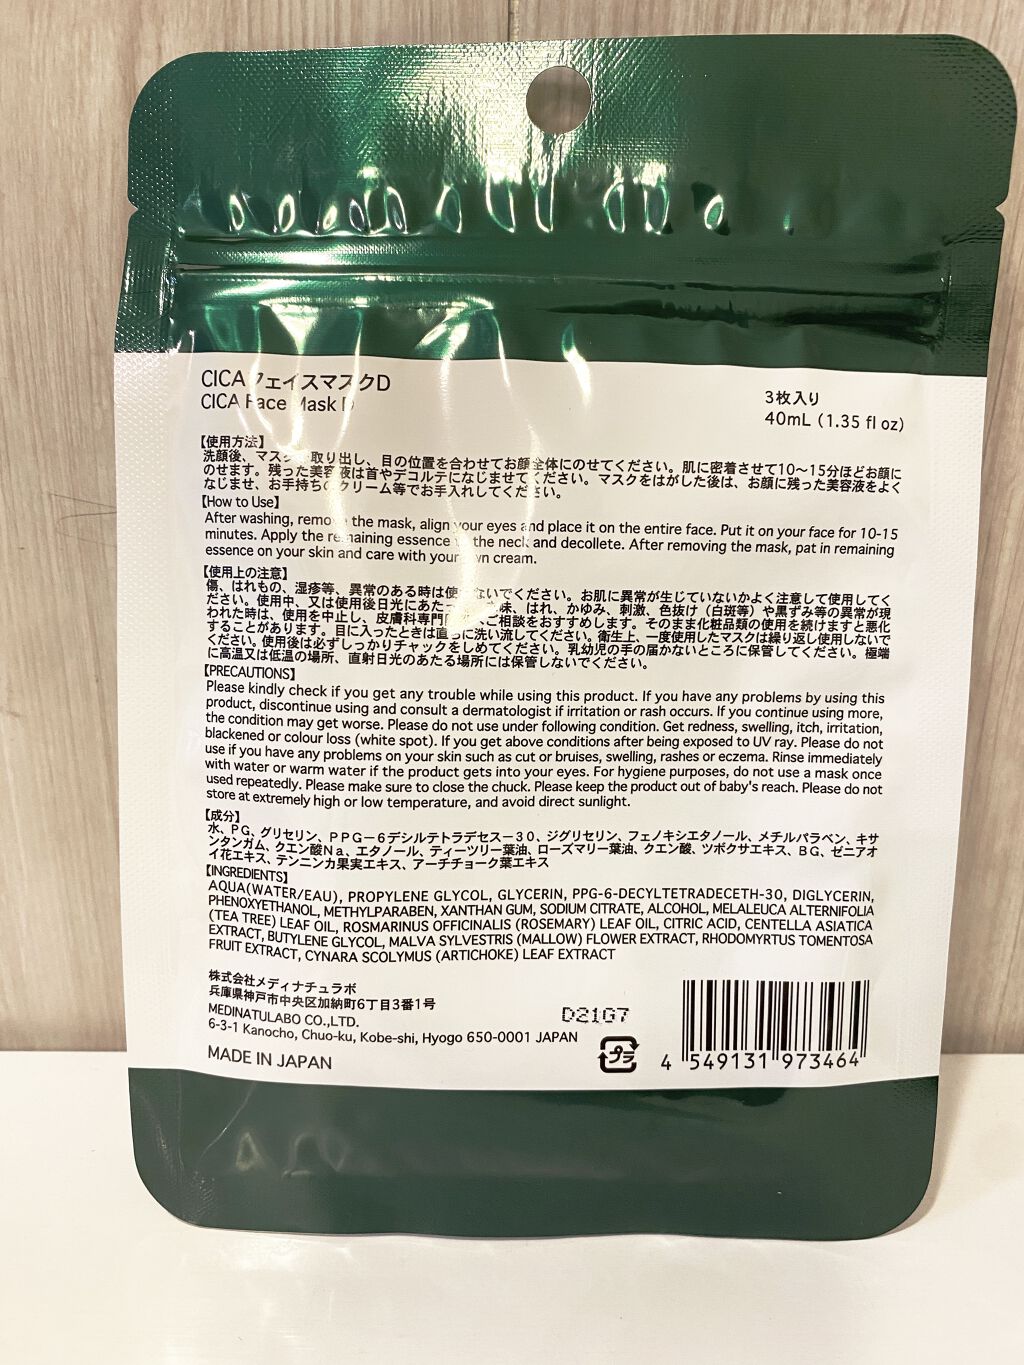 CICAフェイスマスクD
CICA Face Mask D
3枚入り
40mL (1.35 fl oz)
【使用方法】
洗顔後、マスクを取り出し、目の位置を合わせてお顔全体にのせてください。肌に密着させて10〜15分ほどお顔に
のせます。残った美容液は首やデコルテになじませてください。マスクをはがした後は、お顔に残った美容液をよく
なじませ、お手持ちのクリーム等でお手入れしてください。
【How to Use】
After washing, remove the mask, align your eyes and place it on the entire face. Put it on your face for 10-15
minutes. Apply the remaining essence to the neck and decollete. After removing the mask, pat in remaining
essence on your skin and care with your own cream.
【使用上の注意】
傷、はれもの、湿疹等、異常のある時は使わないでください。お肌に異常が生じていないかよく注意して使用してく
ださい。使用中、又は使用後日光にあたって 味、はれ、かゆみ、刺激、色抜け（白斑等）や黒ずみ等の異常が現
われた時は、使用を中止し、皮膚科専門 へご相談をおすすめします。そのまま化粧品類の使用を続けますと悪化
することがあります。目に入ったときは直ちに洗い流してください。衛生上、一度使用したマスクは繰り返し使用しないで
ください。使用後は必ずしっかりチャックをしめてください。乳幼児の手の届かないところに保管してください。極端
に高温又は低温の場所、直射日光のあたる場所には保管しないでください。
【PRECAUTIONS】
Please kindly check if you get any trouble while using this product. If you have any problems by using this
product, discontinue using and consult a dermatologist if irritation or rash occurs. If you continue using more,
the condition may get worse. Please do not use under following condition. Get redness, swelling, itch, irritation,
blackened or colour loss (white spot). If you get above conditions after being exposed to UV ray. Please do not
use if you have any problems on your skin such as cut or bruises, swelling, rashes or eczema. Rinse immediately
with water or warm water if the product gets into your eyes. For hygiene purposes, do not use a mask once
used repeatedly. Please make sure to close the chuck. Please keep the product out of baby's reach. Please do not
store at extremely high or low temperature, and avoid direct sunlight.
【成分】
水、PG、グリセリン、PPG－6デシルテトラデセス－30、ジグリセリン、フェノキシエタノール、メチルパラベン、キサ
ンタンガム、クエン酸Na、エタノール、ティーツリー葉油、ローズマリー葉油、クエン酸、ツボクサエキス、BG、ゼニアオ
イ花エキス、テンニンカ果実エキス、アーチチョーク葉エキス
【INGREDIENTS】
AQUA(WATER/EAU), PROPYLENE GLYCOL, GLYCERIN, PPG-6-DECYLTETRADECETH-30, DIGLYCERIN,
PHENOXYETHANOL, METHYLPARABEN, XANTHAN GUM, SODIUM CITRATE, ALCOHOL, MELALEUCA ALTERNIFOLIA
(TEA TREE) LEAF OIL, ROSMARINUS OFFICINALIS (ROSEMARY) LEAF OIL, CITRIC ACID, CENTELLA ASIATICA
EXTRACT, BUTYLENE GLYCOL, MALVA SYLVESTRIS (MALLOW) FLOWER EXTRACT, RHODOMYRTUS TOMENTOSA
FRUIT EXTRACT, CYNARA SCOLYMUS (ARTICHOKE) LEAF EXTRACT
株式会社メディナチュラボ
兵庫県神戸市中央区加納町6丁目3番1号
MEDINATULABO CO.,LTD.
6-3-1 Kanocho, Chuo-ku, Kobe-shi, Hyogo 650-0001 JAPAN
MADE IN JAPAN
D21G7
プラ
4 549131 973464